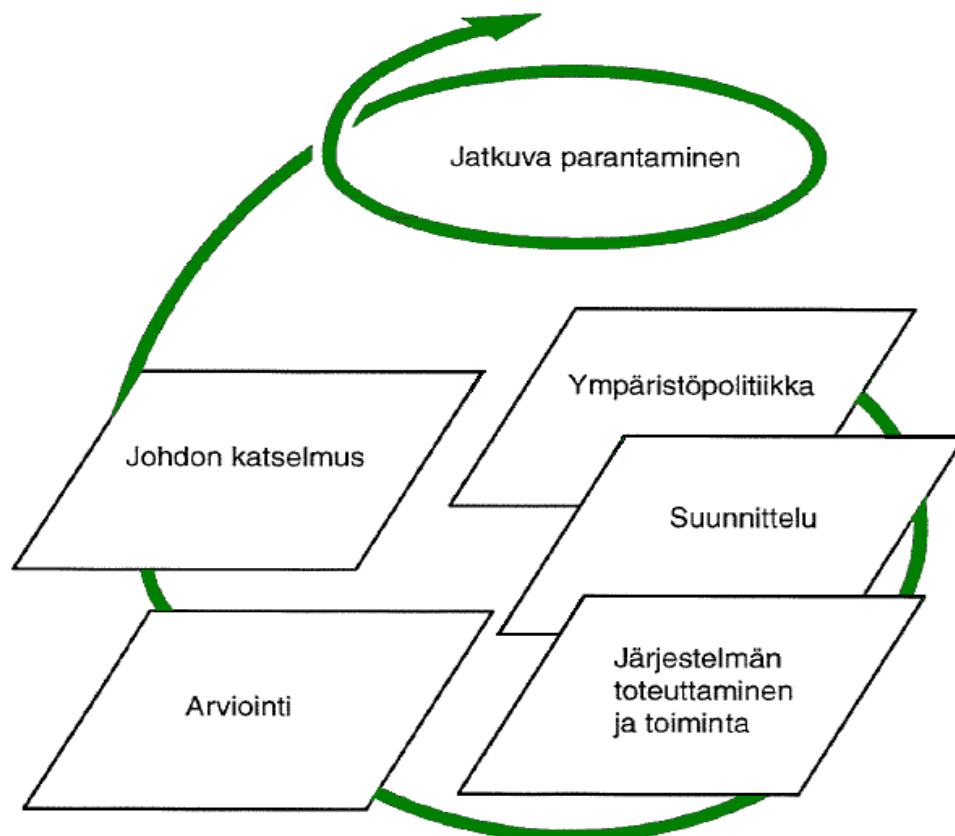 Jatkuva parantaminen
Ympäristöpolitiikka
Johdon katselmus
Suunnittelu
Järjestelmän
toteuttaminen
ja toiminta
Arviointi